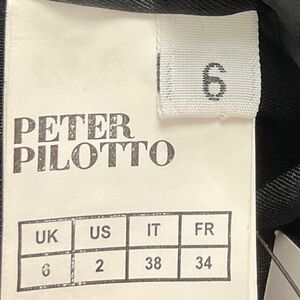 6
PETER
PILOTTO
UK US IT FR
6 2 38 34